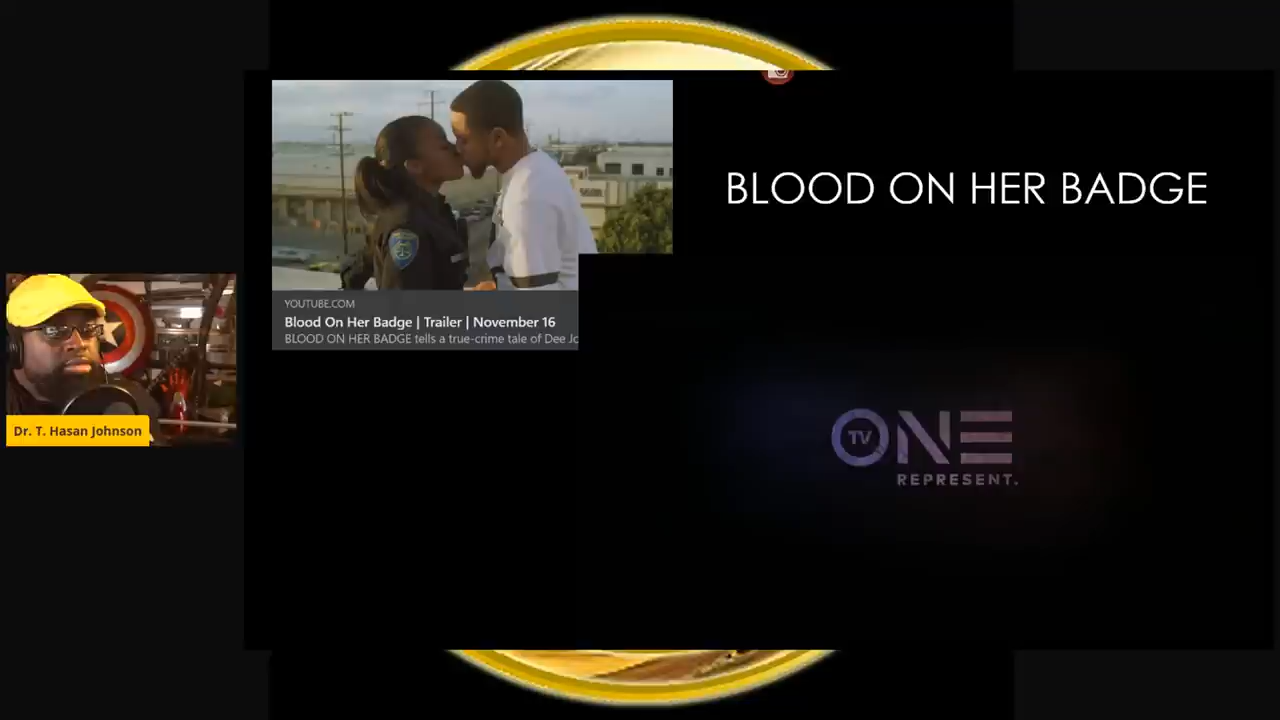 BLOOD ON HER BADGE
YOUTUBE.COM
Blood On Her Badge | Trailer | November 16
BLOOD ON HER BADGE tells a true-crime tale of Dee Jo
Dr. T. Hasan Johnson
TV ONE
REPRESENT.